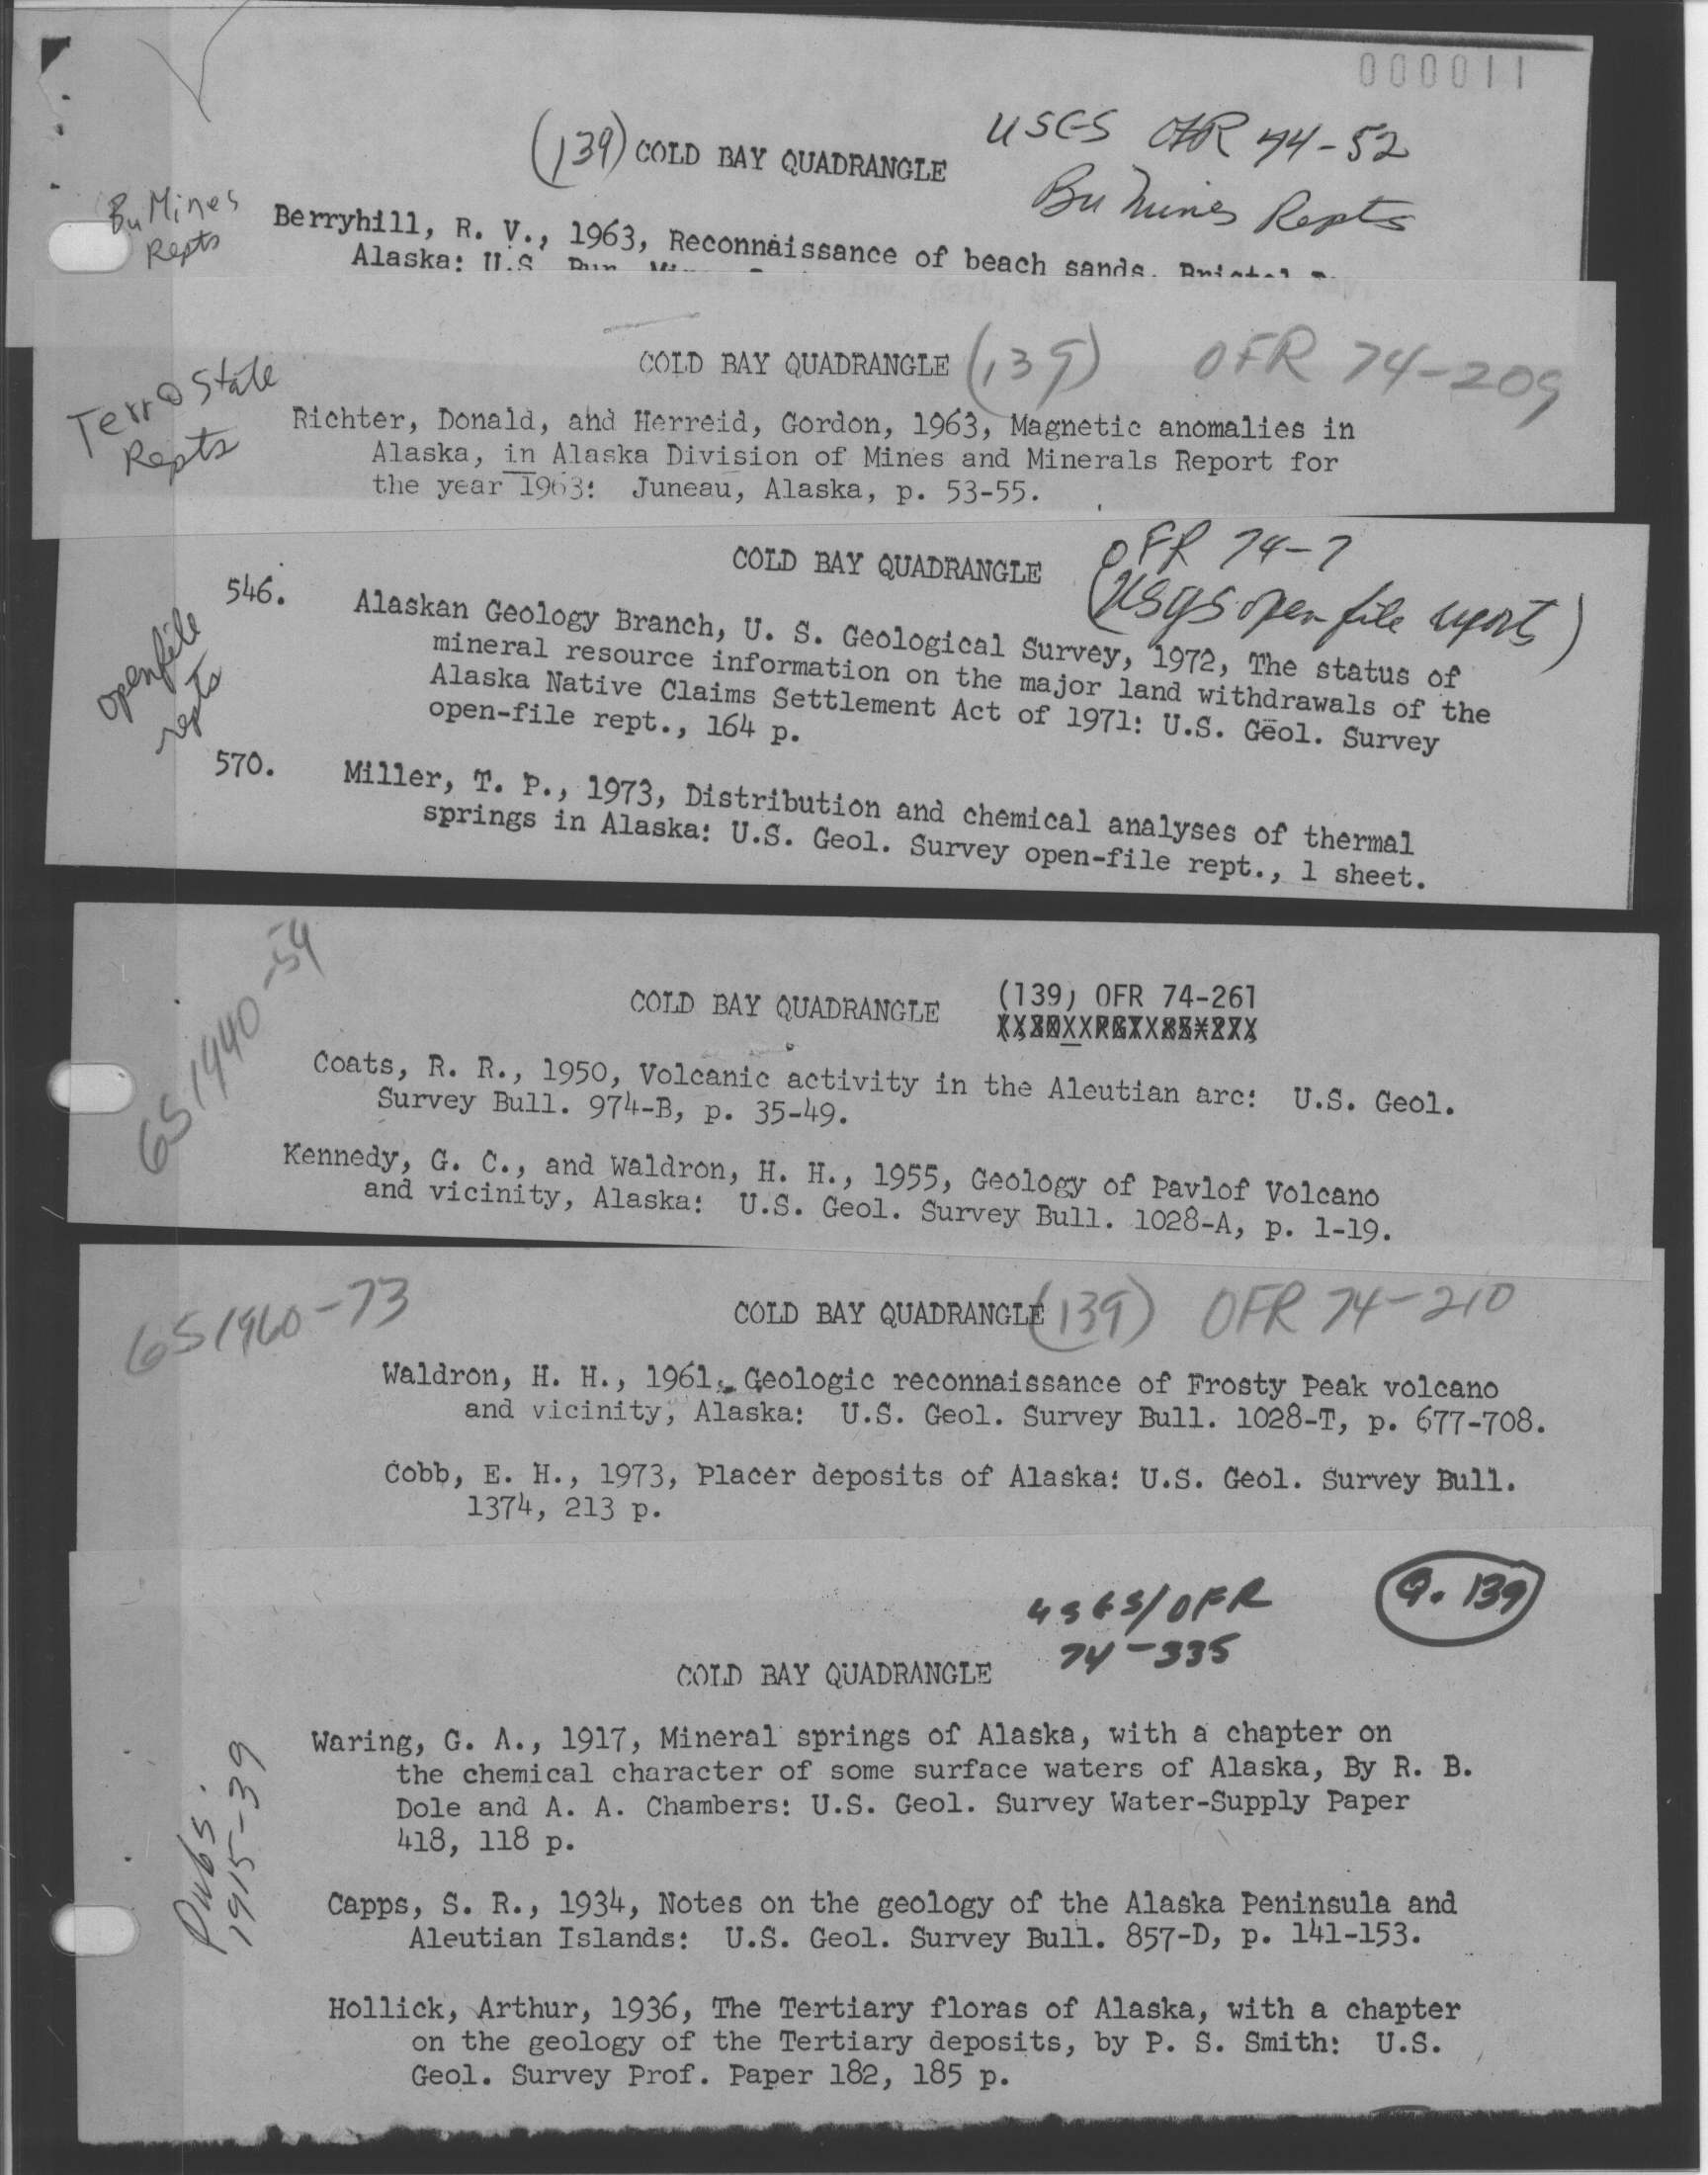 000011
(139) COLD BAY QUADRANGLE
USGS OFR 74-52
Bu Mines Repts
Bu Mines
Repts
Berryhill, R. V., 1963, Reconnaissance of beach sands, Bristol
Alaska: U.S. Bur.
COLD BAY QUADRANGLE (139) OFR 74-209
Terr & State
Repts
Richter, Donald, and Herreid, Gordon, 1963, Magnetic anomalies in
Alaska, in Alaska Division of Mines and Minerals Report for
the year 1963: Juneau, Alaska, p. 53-55.
COLD BAY QUADRANGLE
OFR 74-7
(USGS open file reports)
openfile
repts
546. Alaskan Geology Branch, U. S. Geological Survey, 1972, The status of
mineral resource information on the major land withdrawals of the
Alaska Native Claims Settlement Act of 1971: U.S. Geol. Survey
open-file rept., 164 p.
570. Miller, T. P., 1973, Distribution and chemical analyses of thermal
springs in Alaska: U.S. Geol. Survey open-file rept., 1 sheet.
GS 1940-59
COLD BAY QUADRANGLE (139) OFR 74-261
Coats, R. R., 1950, Volcanic activity in the Aleutian arc: U.S. Geol.
Survey Bull. 974-B, p. 35-49.
Kennedy, G. C., and Waldron, H. H., 1955, Geology of Pavlof Volcano
and vicinity, Alaska: U.S. Geol. Survey Bull. 1028-A, p. 1-19.
GS 1960-73
COLD BAY QUADRANGLE (139) OFR 74-210
Waldron, H. H., 1961, Geologic reconnaissance of Frosty Peak volcano
and vicinity, Alaska: U.S. Geol. Survey Bull. 1028-T, p. 677-708.
Cobb, E. H., 1973, Placer deposits of Alaska: U.S. Geol. Survey Bull.
1374, 213 p.
USGS/OFR
74-335
Q. 139
COLD BAY QUADRANGLE
Pubs.
1915-39
Waring, G. A., 1917, Mineral springs of Alaska, with a chapter on
the chemical character of some surface waters of Alaska, By R. B.
Dole and A. A. Chambers: U.S. Geol. Survey Water-Supply Paper
418, 118 p.
Capps, S. R., 1934, Notes on the geology of the Alaska Peninsula and
Aleutian Islands: U.S. Geol. Survey Bull. 857-D, p. 141-153.
Hollick, Arthur, 1936, The Tertiary floras of Alaska, with a chapter
on the geology of the Tertiary deposits, by P. S. Smith: U.S.
Geol. Survey Prof. Paper 182, 185 p.